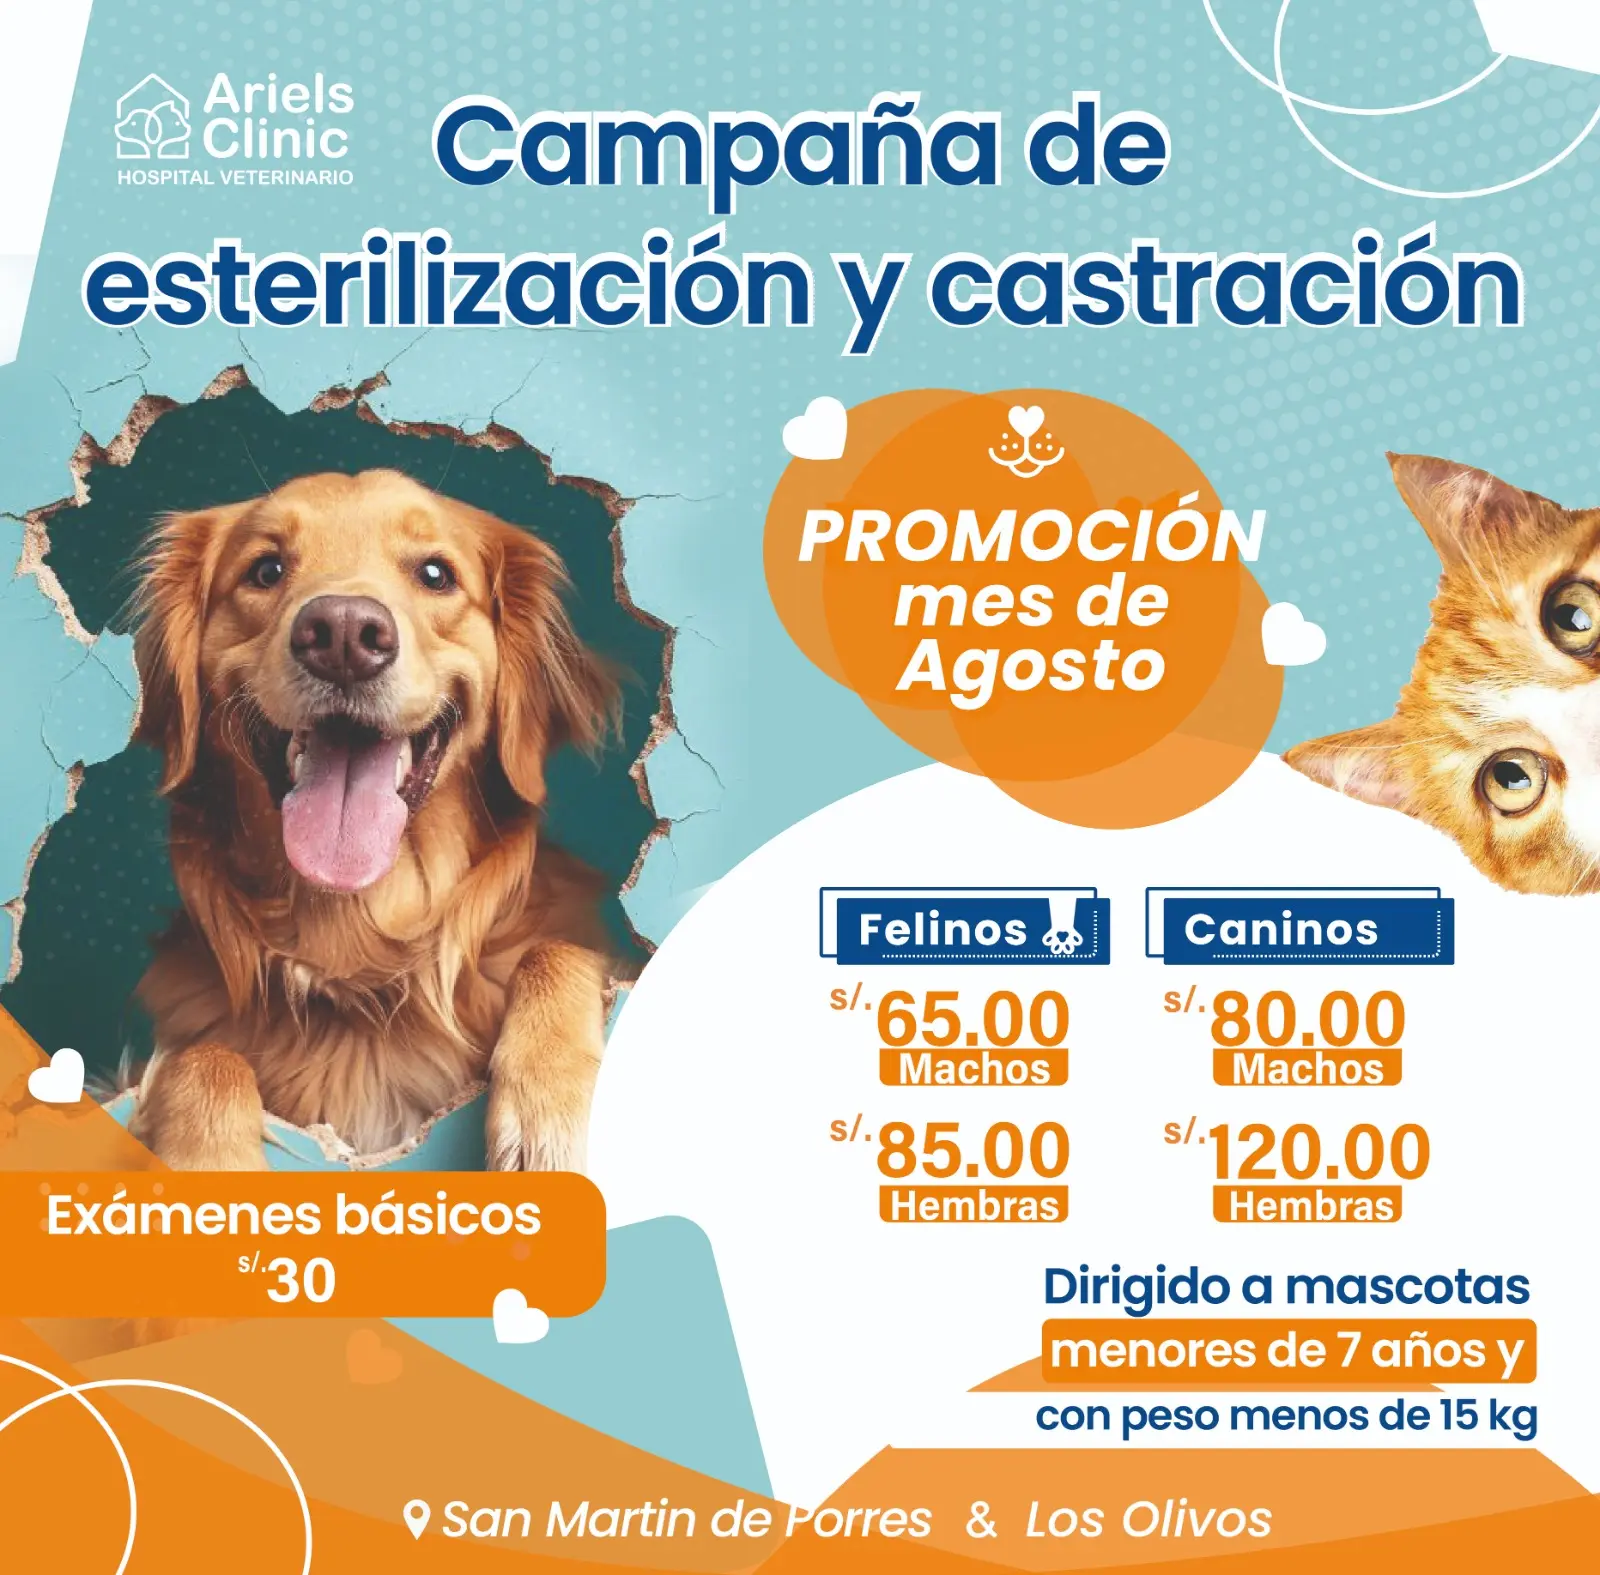 Ariels
Clinic
HOSPITAL VETERINARIO
Campaña de
esterilización y castración
PROMOCIÓN
mes de
Agosto
Felinos
s/.65.00
Machos
s/.85.00
Hembras
Caninos
s/.80.00
Machos
s/.120.00
Hembras
Exámenes básicos
s/.30
Dirigido a mascotas
menores de 7 años y
con peso menos de 15 kg
San Martin de Porres & Los Olivos